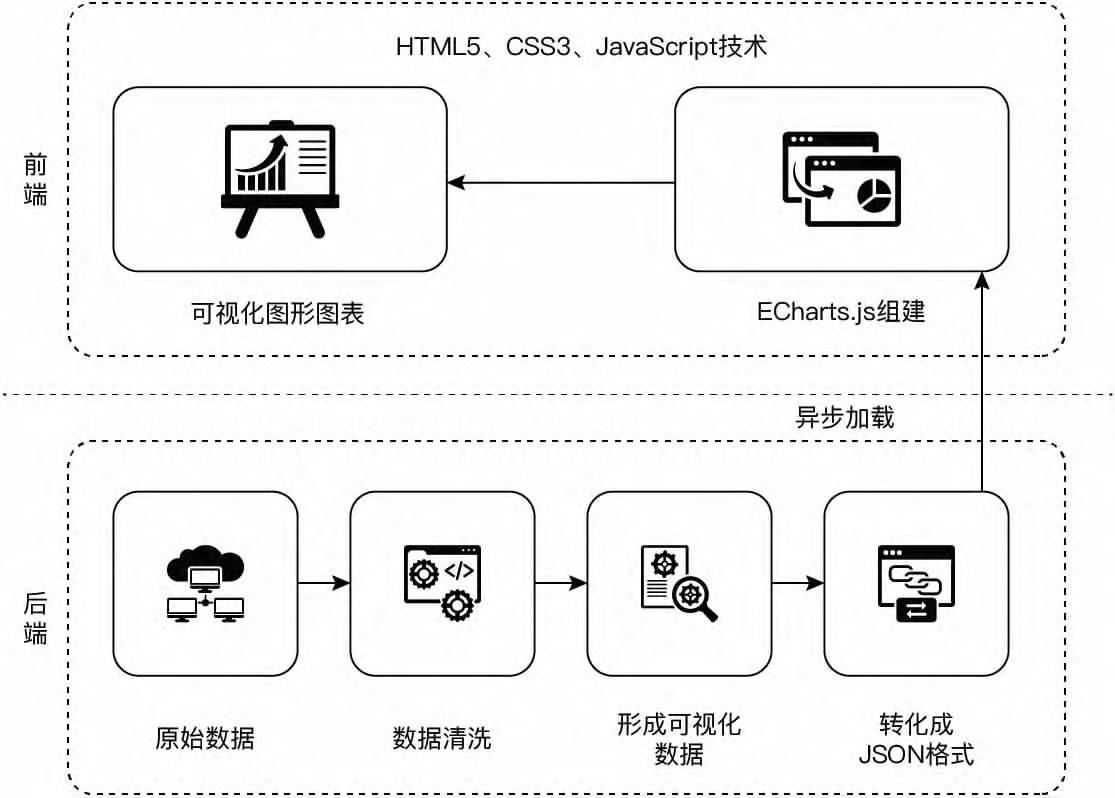 HTML5、CSS3、JavaScript技术
前
端
可视化图形图表
ECharts.js组建
异步加载
后
端
</>
原始数据
数据清洗
形成可视化
数据
转化成
JSON格式